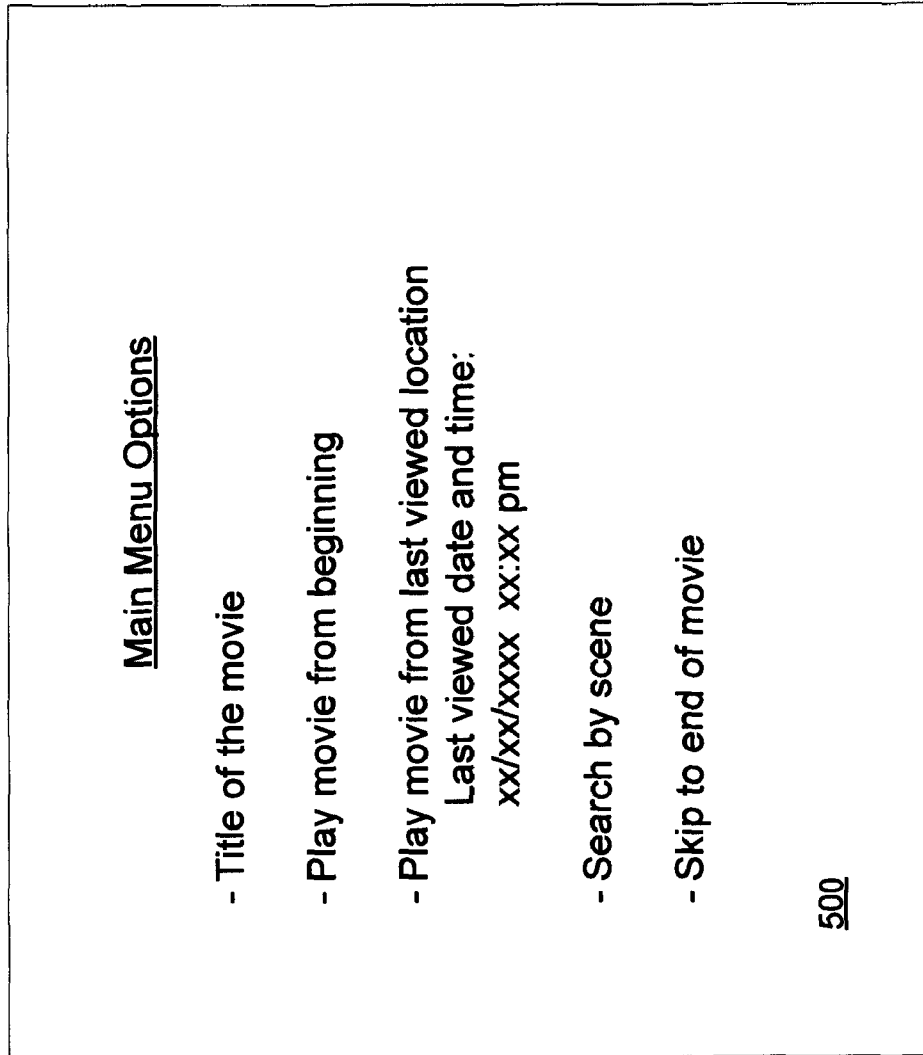 Main Menu Options
- Title of the movie
- Play movie from beginning
- Play movie from last viewed location
Last viewed date and time:
xx/xx/xxxx xx:xx pm
- Search by scene
- Skip to end of movie
500